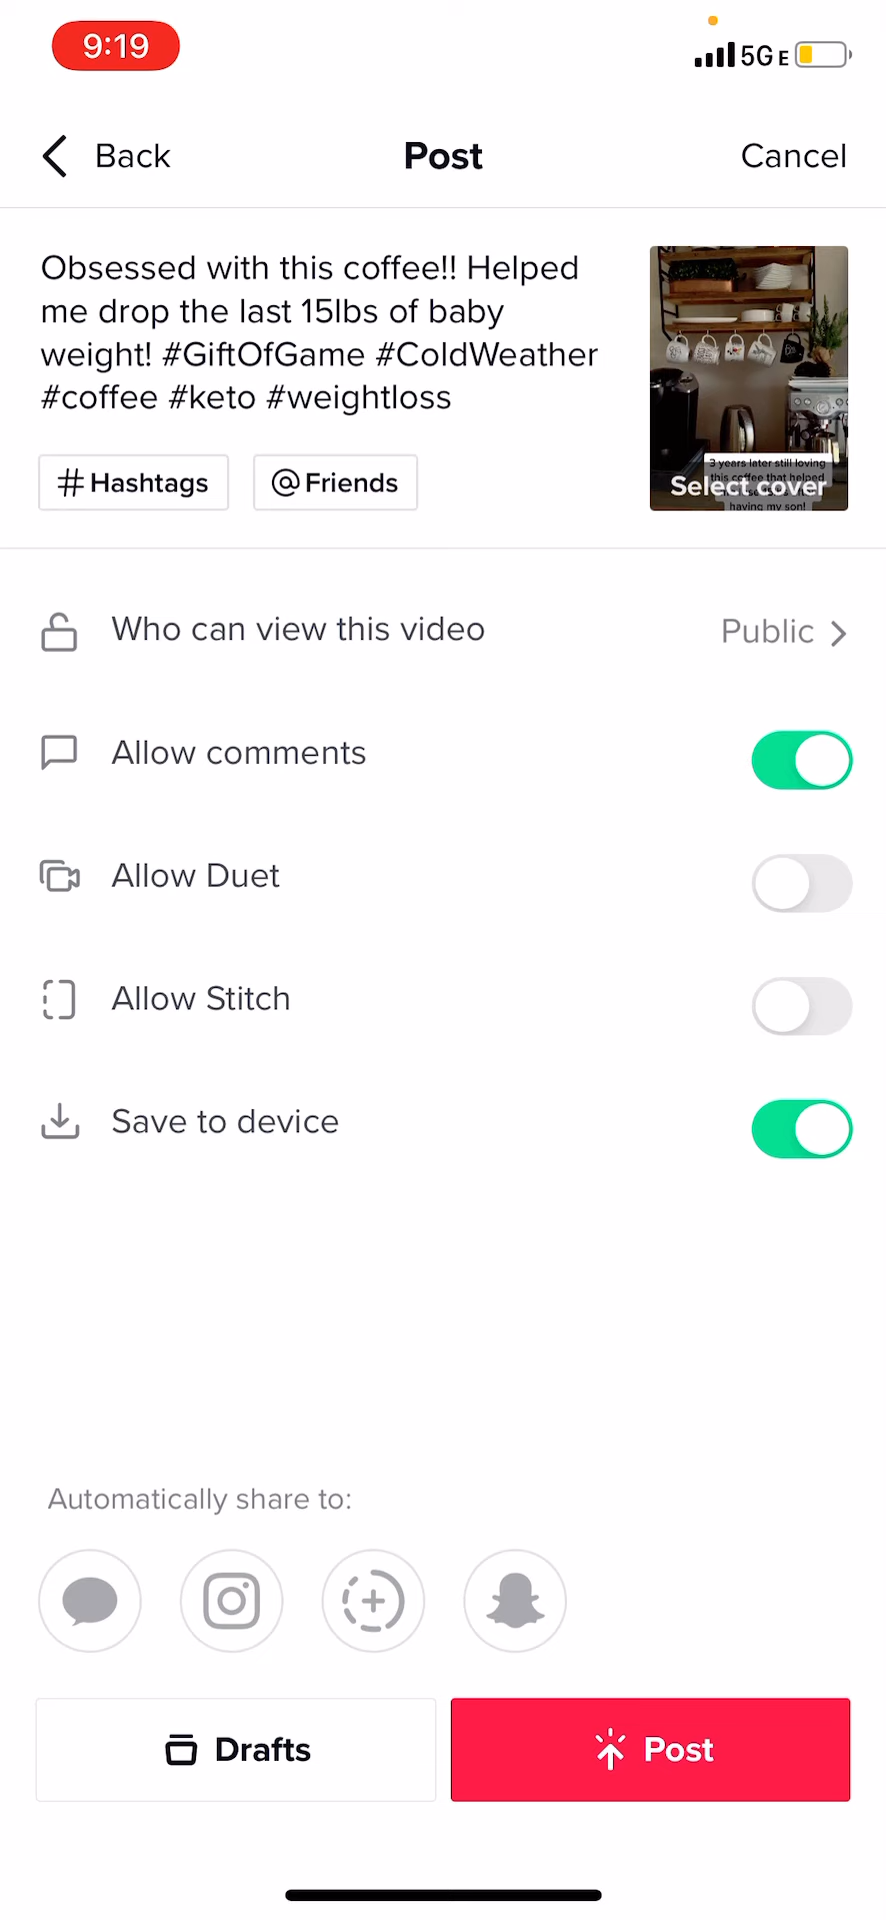 9:19
5G E
Back
Post
Cancel
Obsessed with this coffee!! Helped
me drop the last 15lbs of baby
weight! #GiftOfGame #ColdWeather
#coffee #keto #weightloss
# Hashtags
@ Friends
3 years later still loving
this coffee that helped
Select cover
having my son!
Who can view this video
Public
Allow comments
Allow Duet
Allow Stitch
Save to device
Automatically share to:
Drafts
Post